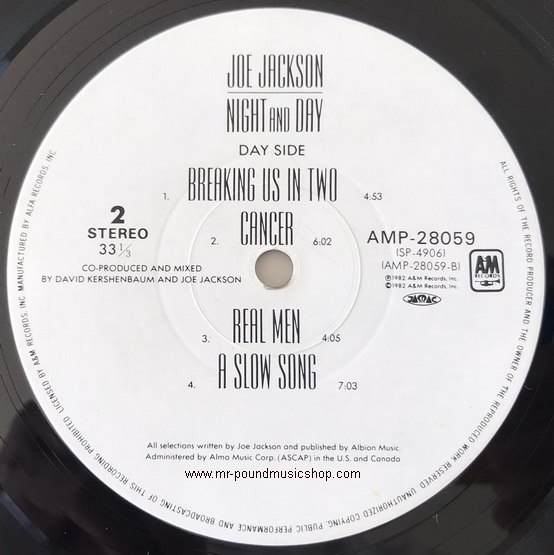 JOE JACKSON
NIGHT AND DAY
DAY SIDE
1. BREAKING US IN TWO 4:53
2. CANCER 6:02
3. REAL MEN 4:05
4. A SLOW SONG 7:03
2
STEREO
33 1/3
CO-PRODUCED AND MIXED
BY DAVID KERSHENBAUM AND JOE JACKSON
AMP-28059
(SP-4906)
(AMP-28059-B)
℗1982 A&M Records, Inc.
©1982 A&M Records, Inc.
A&M
RECORDS
JASRAC
All selections written by Joe Jackson and published by Albion Music.
Administered by Almo Music Corp. (ASCAP) in the U.S. and Canada
www.mr-poundmusicshop.com
ALL RIGHTS OF THE RECORD PRODUCER AND THE OWNER OF THE REPRODUCED WORK RESERVED. UNAUTHORIZED COPYING, PUBLIC PERFORMANCE AND BROADCASTING OF THIS RECORDING PROHIBITED. LICENSED BY A&M RECORDS, INC. MANUFACTURED BY ALFA RECORDS, INC.